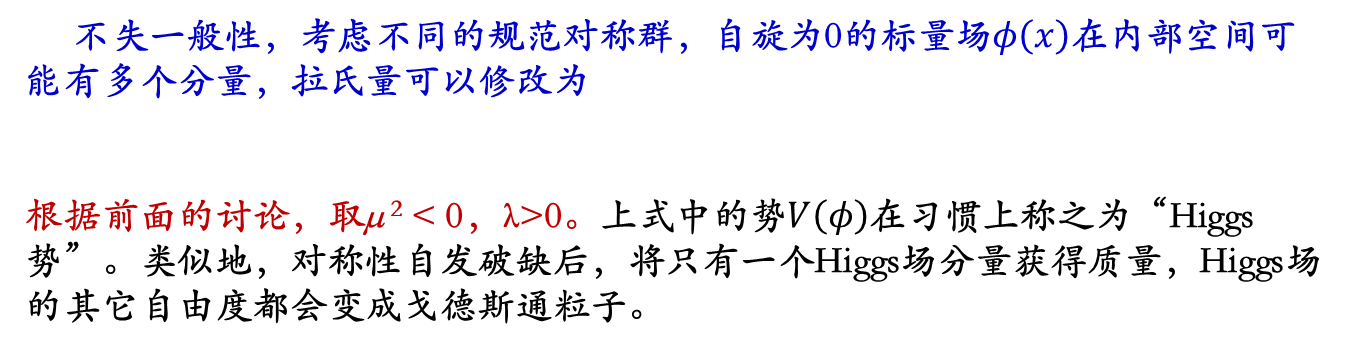 不失一般性，考虑不同的规范对称群，自旋为0的标量场ϕ(x)在内部空间可
能有多个分量，拉氏量可以修改为
根据前面的讨论，取μ² < 0，λ>0。上式中的势V(ϕ)在习惯上称之为“Higgs
势”。类似地，对称性自发破缺后，将只有一个Higgs场分量获得质量，Higgs场
的其它自由度都会变成戈德斯通粒子。